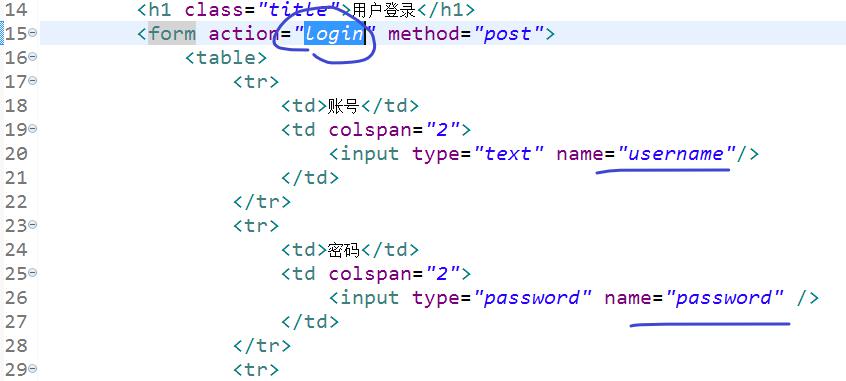 14 <h1 class="title">用户登录</h1>
15 <form action="login" method="post">
16 <table>
17 <tr>
18 <td>账号</td>
19 <td colspan="2">
20 <input type="text" name="username"/>
21 </td>
22 </tr>
23 <tr>
24 <td>密码</td>
25 <td colspan="2">
26 <input type="password" name="password" />
27 </td>
28 </tr>
29 <tr>